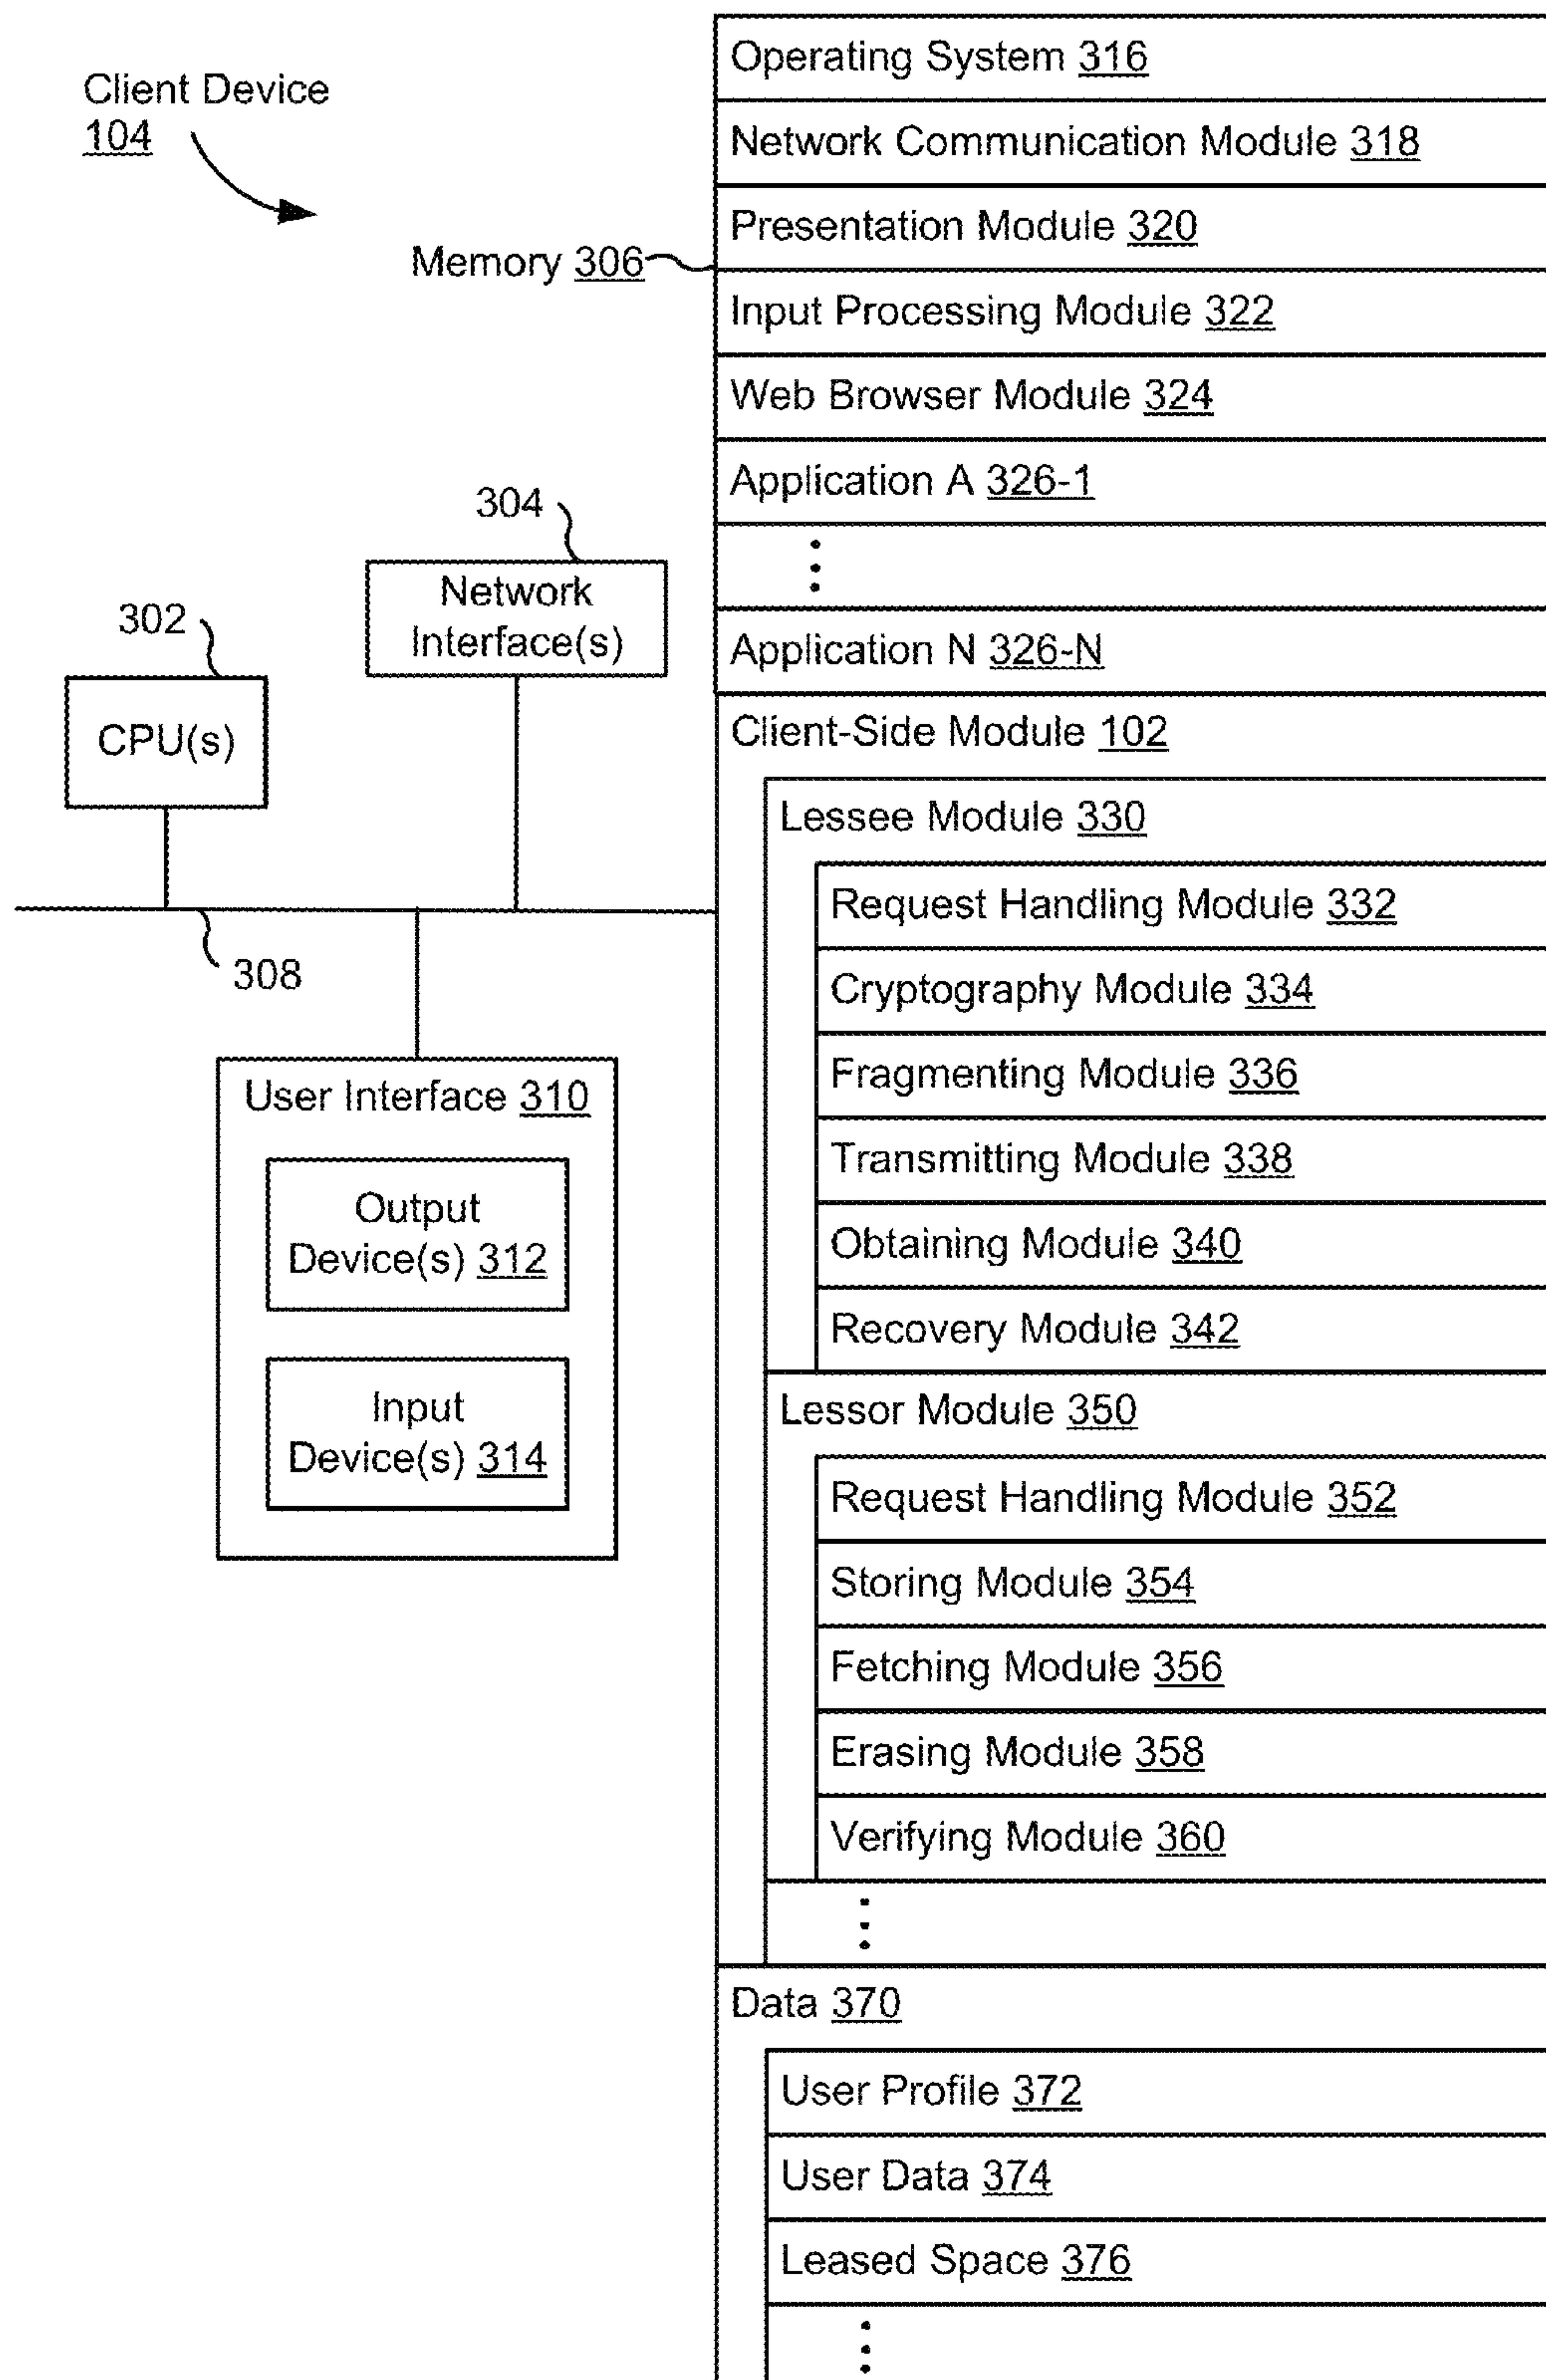 Client Device
104
Memory 306
304
Network
Interface(s)
302
CPU(s)
308
User Interface 310
Output
Device(s) 312
Input
Device(s) 314
Operating System 316
Network Communication Module 318
Presentation Module 320
Input Processing Module 322
Web Browser Module 324
Application A 326-1
Application N 326-N
Client-Side Module 102
Lessee Module 330
Request Handling Module 332
Cryptography Module 334
Fragmenting Module 336
Transmitting Module 338
Obtaining Module 340
Recovery Module 342
Lessor Module 350
Request Handling Module 352
Storing Module 354
Fetching Module 356
Erasing Module 358
Verifying Module 360
Data 370
User Profile 372
User Data 374
Leased Space 376